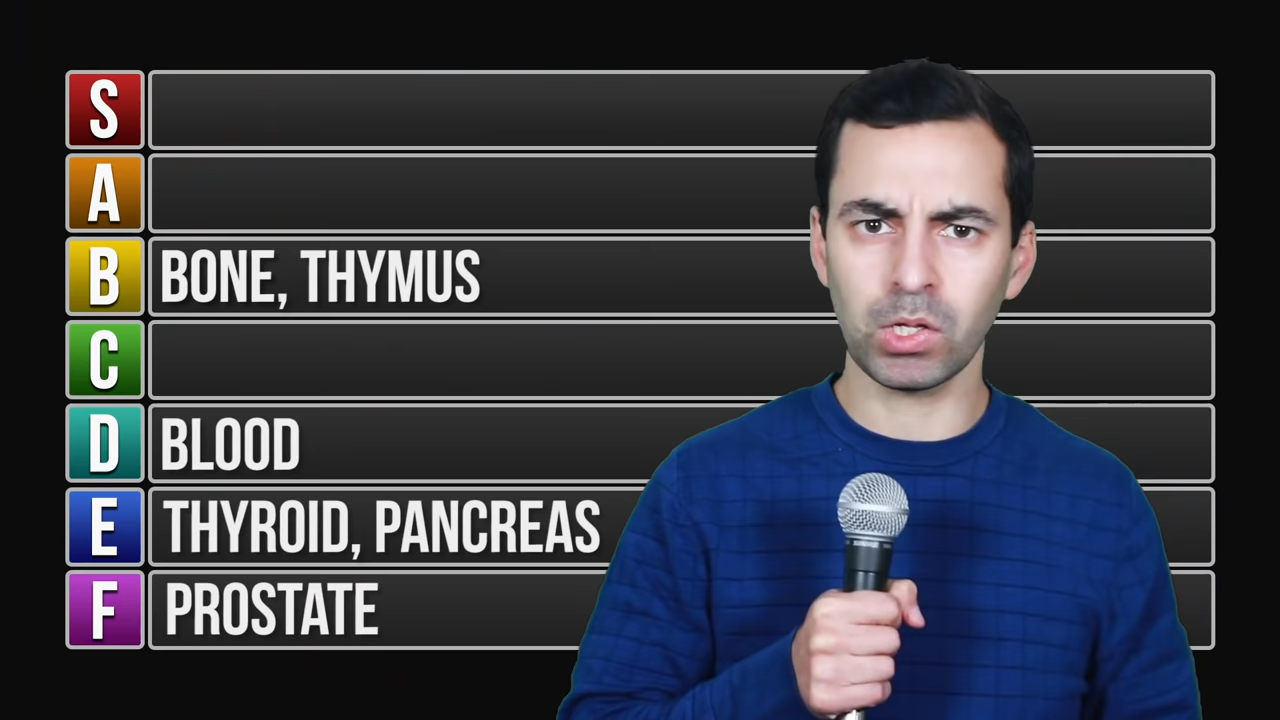 S
A
B BONE, THYMUS
C
D BLOOD
E THYROID, PANCREAS
F PROSTATE